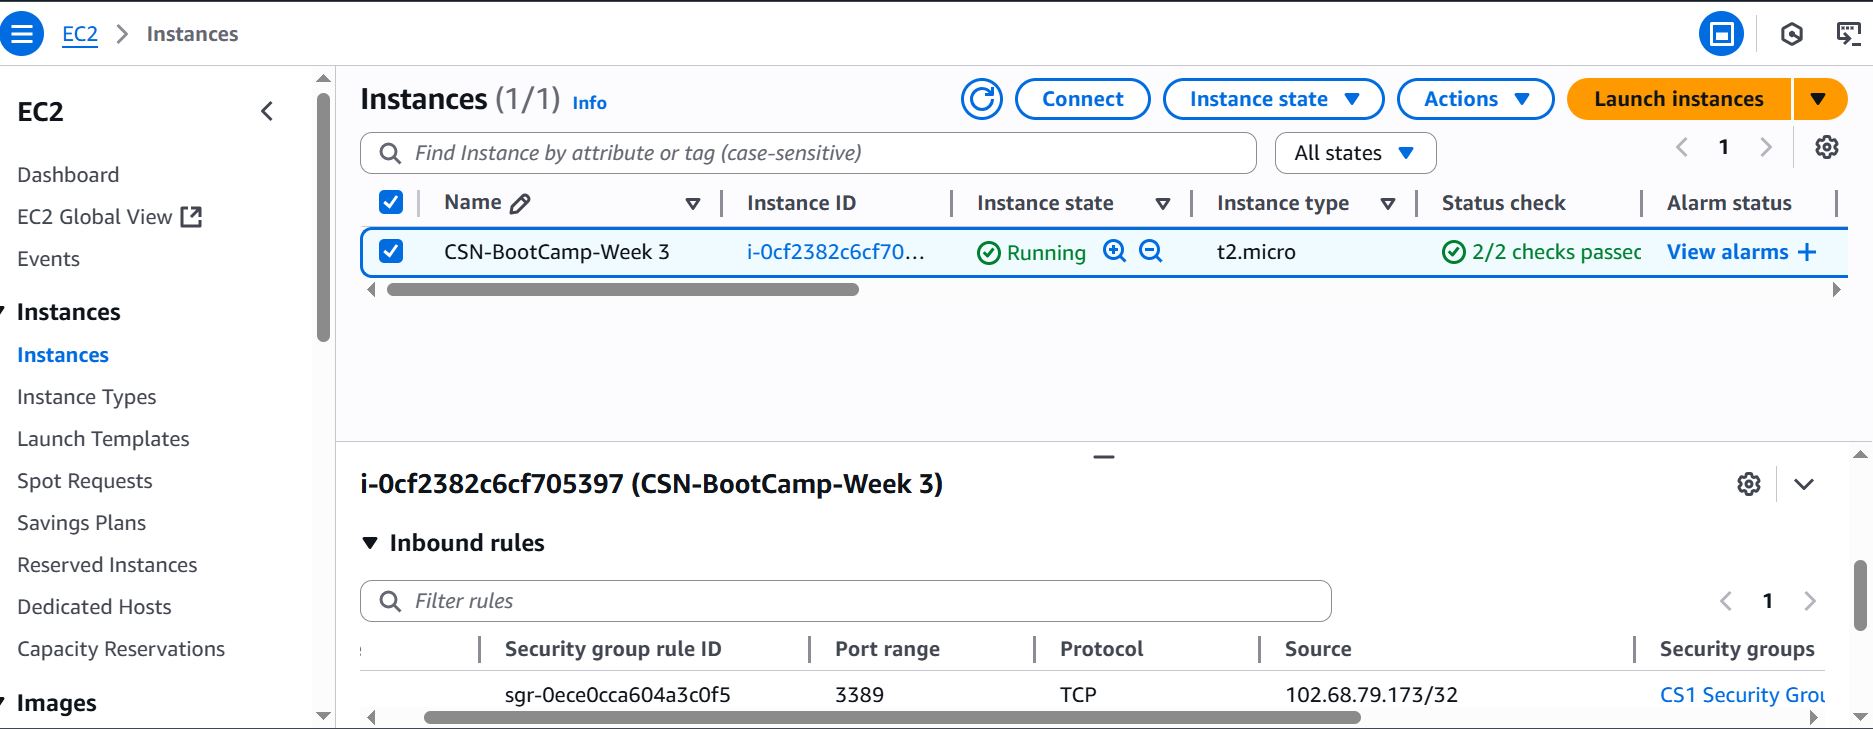 EC2 > Instances
EC2
Dashboard
EC2 Global View
Events
Instances
Instances
Instance Types
Launch Templates
Spot Requests
Savings Plans
Reserved Instances
Dedicated Hosts
Capacity Reservations
Images
Instances (1/1) Info
Connect
Instance state
Actions
Launch instances
Find Instance by attribute or tag (case-sensitive)
All states
1
Name Instance ID Instance state Instance type Status check Alarm status
CSN-BootCamp-Week 3 i-0cf2382c6cf70... Running t2.micro 2/2 checks passec View alarms +
i-0cf2382c6cf705397 (CSN-BootCamp-Week 3)
Inbound rules
Filter rules
1
Security group rule ID Port range Protocol Source Security groups
sgr-0ece0cca604a3c0f5 3389 TCP 102.68.79.173/32 CS1 Security Grou